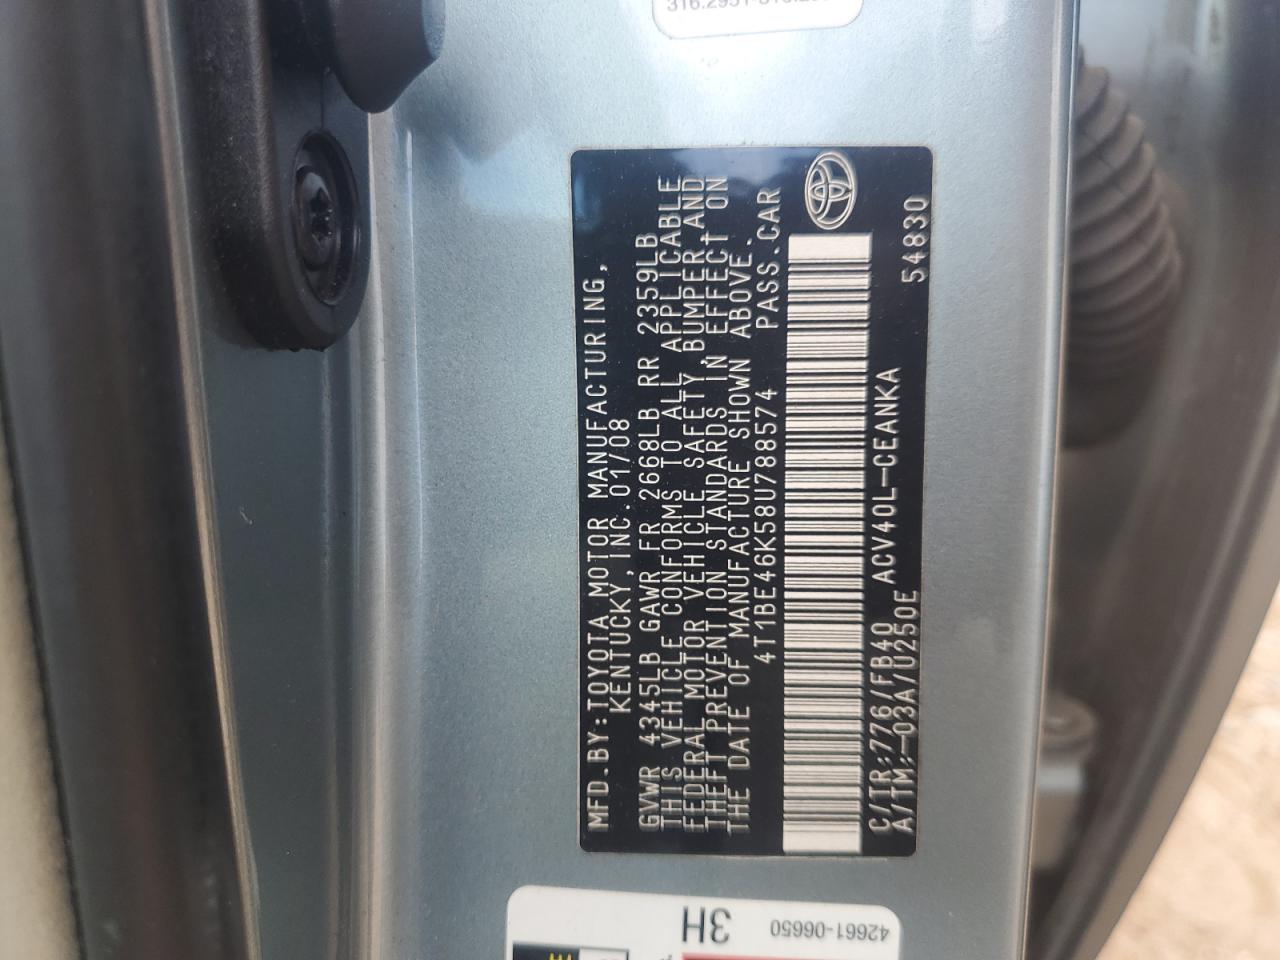 MFD.BY:TOYOTA MOTOR MANUFACTURING,
KENTUCKY,INC.01/08
GVWR 4345LB GAWR FR 2668LB RR 2359LB
THIS VEHICLE CONFORMS TO ALL APPLICABLE
FEDERAL MOTOR VEHICLE SAFETY,BUMPER,AND
THEFT PREVENTION STANDARDS IN EFFECT ON
THE DATE OF MANUFACTURE SHOWN ABOVE.
4T1BE46K58U788574 PASS.CAR
C/TR:776/FB40 ACV40L-CEANKA
A/TM:-03A/U250E 54830
42661-06650
3H